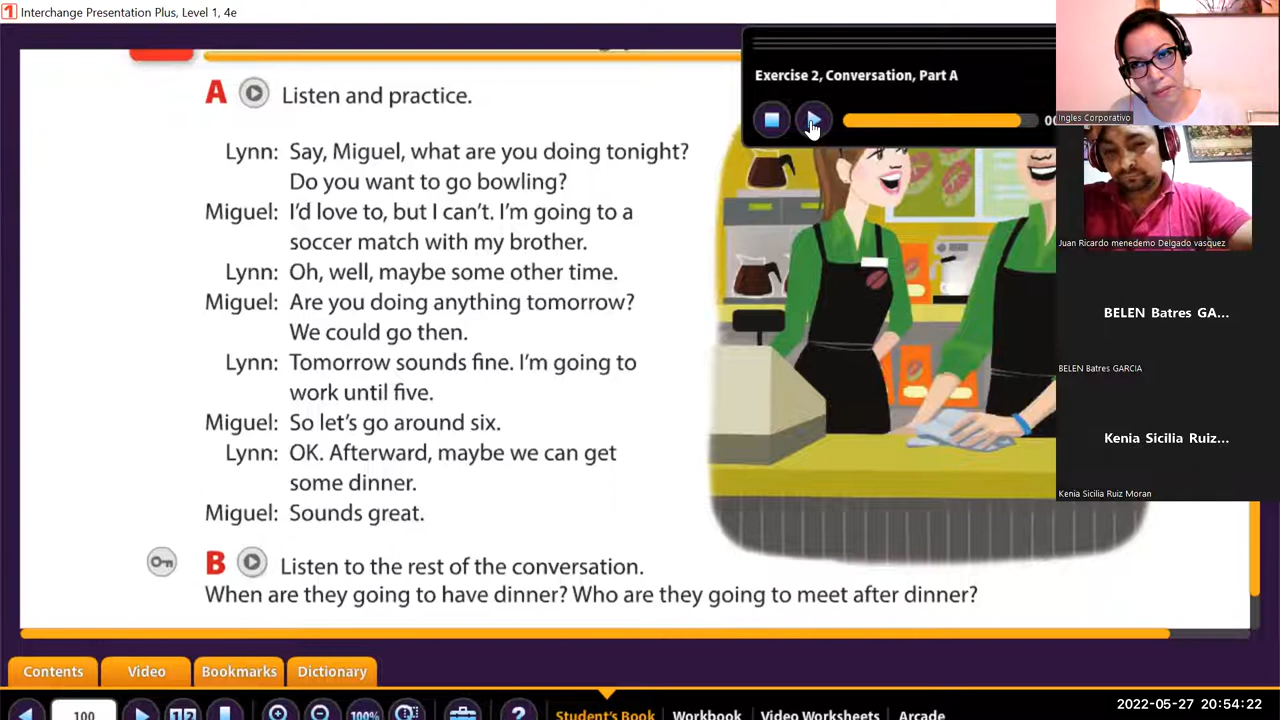 Interchange Presentation Plus, Level 1, 4e
A Listen and practice.
Lynn: Say, Miguel, what are you doing tonight?
Do you want to go bowling?
Miguel: I'd love to, but I can't. I'm going to a
soccer match with my brother.
Lynn: Oh, well, maybe some other time.
Miguel: Are you doing anything tomorrow?
We could go then.
Lynn: Tomorrow sounds fine. I'm going to
work until five.
Miguel: So let's go around six.
Lynn: OK. Afterward, maybe we can get
some dinner.
Miguel: Sounds great.
B Listen to the rest of the conversation.
When are they going to have dinner? Who are they going to meet after dinner?
Exercise 2, Conversation, Part A
Ingles Corporativo
Juan Ricardo menedemo Delgado vasquez
BELEN Batres GA...
BELEN Batres GARCIA
Kenia Sicilia Ruiz...
Kenia Sicilia Ruiz Moran
Contents Video Bookmarks Dictionary
100 1 2 100% ?
Student's Book Workbook Video Worksheets Arcade
2022-05-27 20:54:22